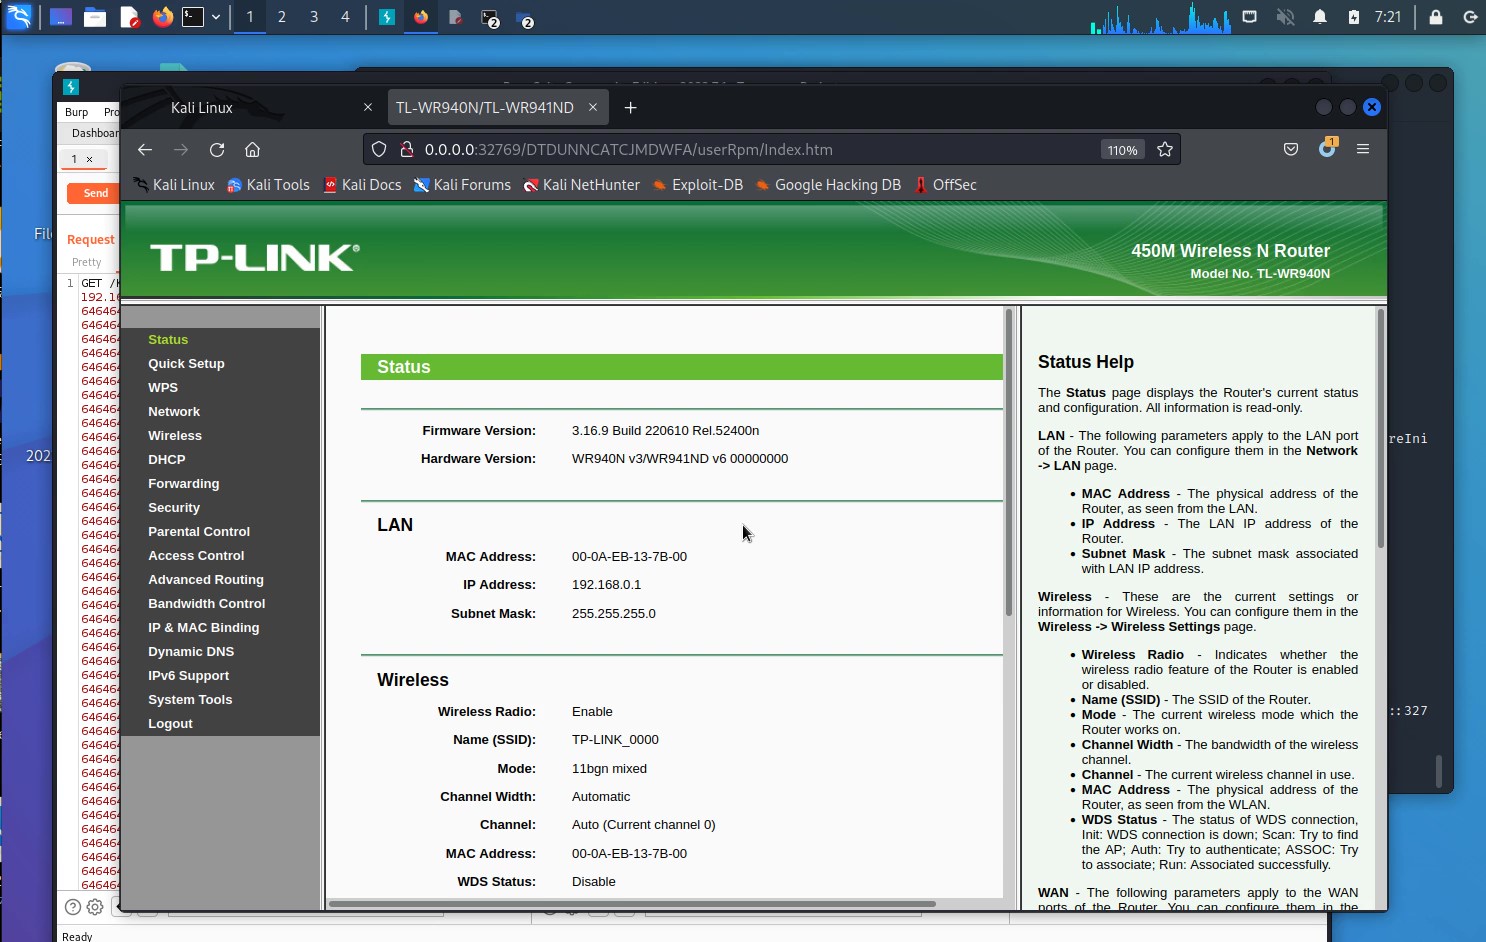 1 2 3 4
2
2
7:21
Burp Pro
Dashboar
1 ×
Send
Request
Pretty
1 GET /
192.16
Kali Linux
TL-WR940N/TL-WR941ND
0.0.0.0:32769/DTDUNNCATCJMDWFA/userRpm/Index.htm
110%
1
Kali Linux Kali Tools Kali Docs Kali Forums Kali NetHunter Exploit-DB Google Hacking DB OffSec
TP-LINK®
450M Wireless N Router
Model No. TL-WR940N
Status
Quick Setup
WPS
Network
Wireless
DHCP
Forwarding
Security
Parental Control
Access Control
Advanced Routing
Bandwidth Control
IP & MAC Binding
Dynamic DNS
IPv6 Support
System Tools
Logout
Status
Firmware Version: 3.16.9 Build 220610 Rel.52400n
Hardware Version: WR940N v3/WR941ND v6 00000000
LAN
MAC Address: 00-0A-EB-13-7B-00
IP Address: 192.168.0.1
Subnet Mask: 255.255.255.0
Wireless
Wireless Radio: Enable
Name (SSID): TP-LINK_0000
Mode: 11bgn mixed
Channel Width: Automatic
Channel: Auto (Current channel 0)
MAC Address: 00-0A-EB-13-7B-00
WDS Status: Disable
Status Help
The Status page displays the Router's current status
and configuration. All information is read-only.
LAN - The following parameters apply to the LAN port
of the Router. You can configure them in the Network
-> LAN page.
• MAC Address - The physical address of the
Router, as seen from the LAN.
• IP Address - The LAN IP address of the
Router.
• Subnet Mask - The subnet mask associated
with LAN IP address.
Wireless - These are the current settings or
information for Wireless. You can configure them in the
Wireless -> Wireless Settings page.
• Wireless Radio - Indicates whether the
wireless radio feature of the Router is enabled
or disabled.
• Name (SSID) - The SSID of the Router.
• Mode - The current wireless mode which the
Router works on.
• Channel Width - The bandwidth of the wireless
channel.
• Channel - The current wireless channel in use.
• MAC Address - The physical address of the
Router, as seen from the WLAN.
• WDS Status - The status of WDS connection,
Init: WDS connection is down; Scan: Try to find
the AP; Auth: Try to authenticate; ASSOC: Try
to associate; Run: Associated successfully.
WAN - The following parameters apply to the WAN
ports of the Router. You can configure them in the
reIni
::327
Fil
202
Ready